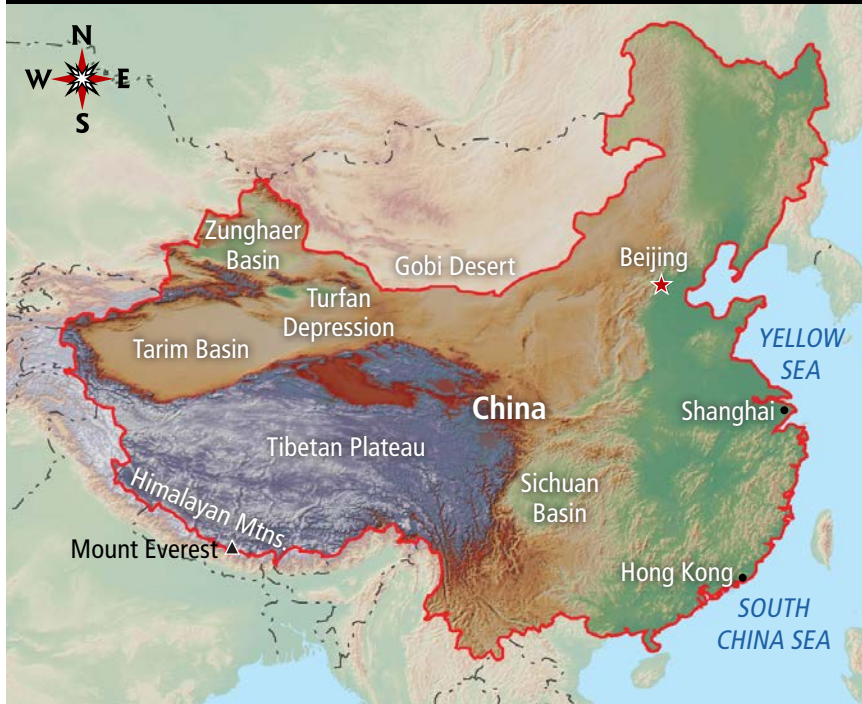 N
W
E
S
Zunghaer
Basin
Gobi Desert
Beijing
Turfan
Depression
Tarim Basin
YELLOW
SEA
China
Shanghai
Tibetan Plateau
Sichuan
Basin
Himalayan Mtns.
Mount Everest
Hong Kong
SOUTH
CHINA SEA